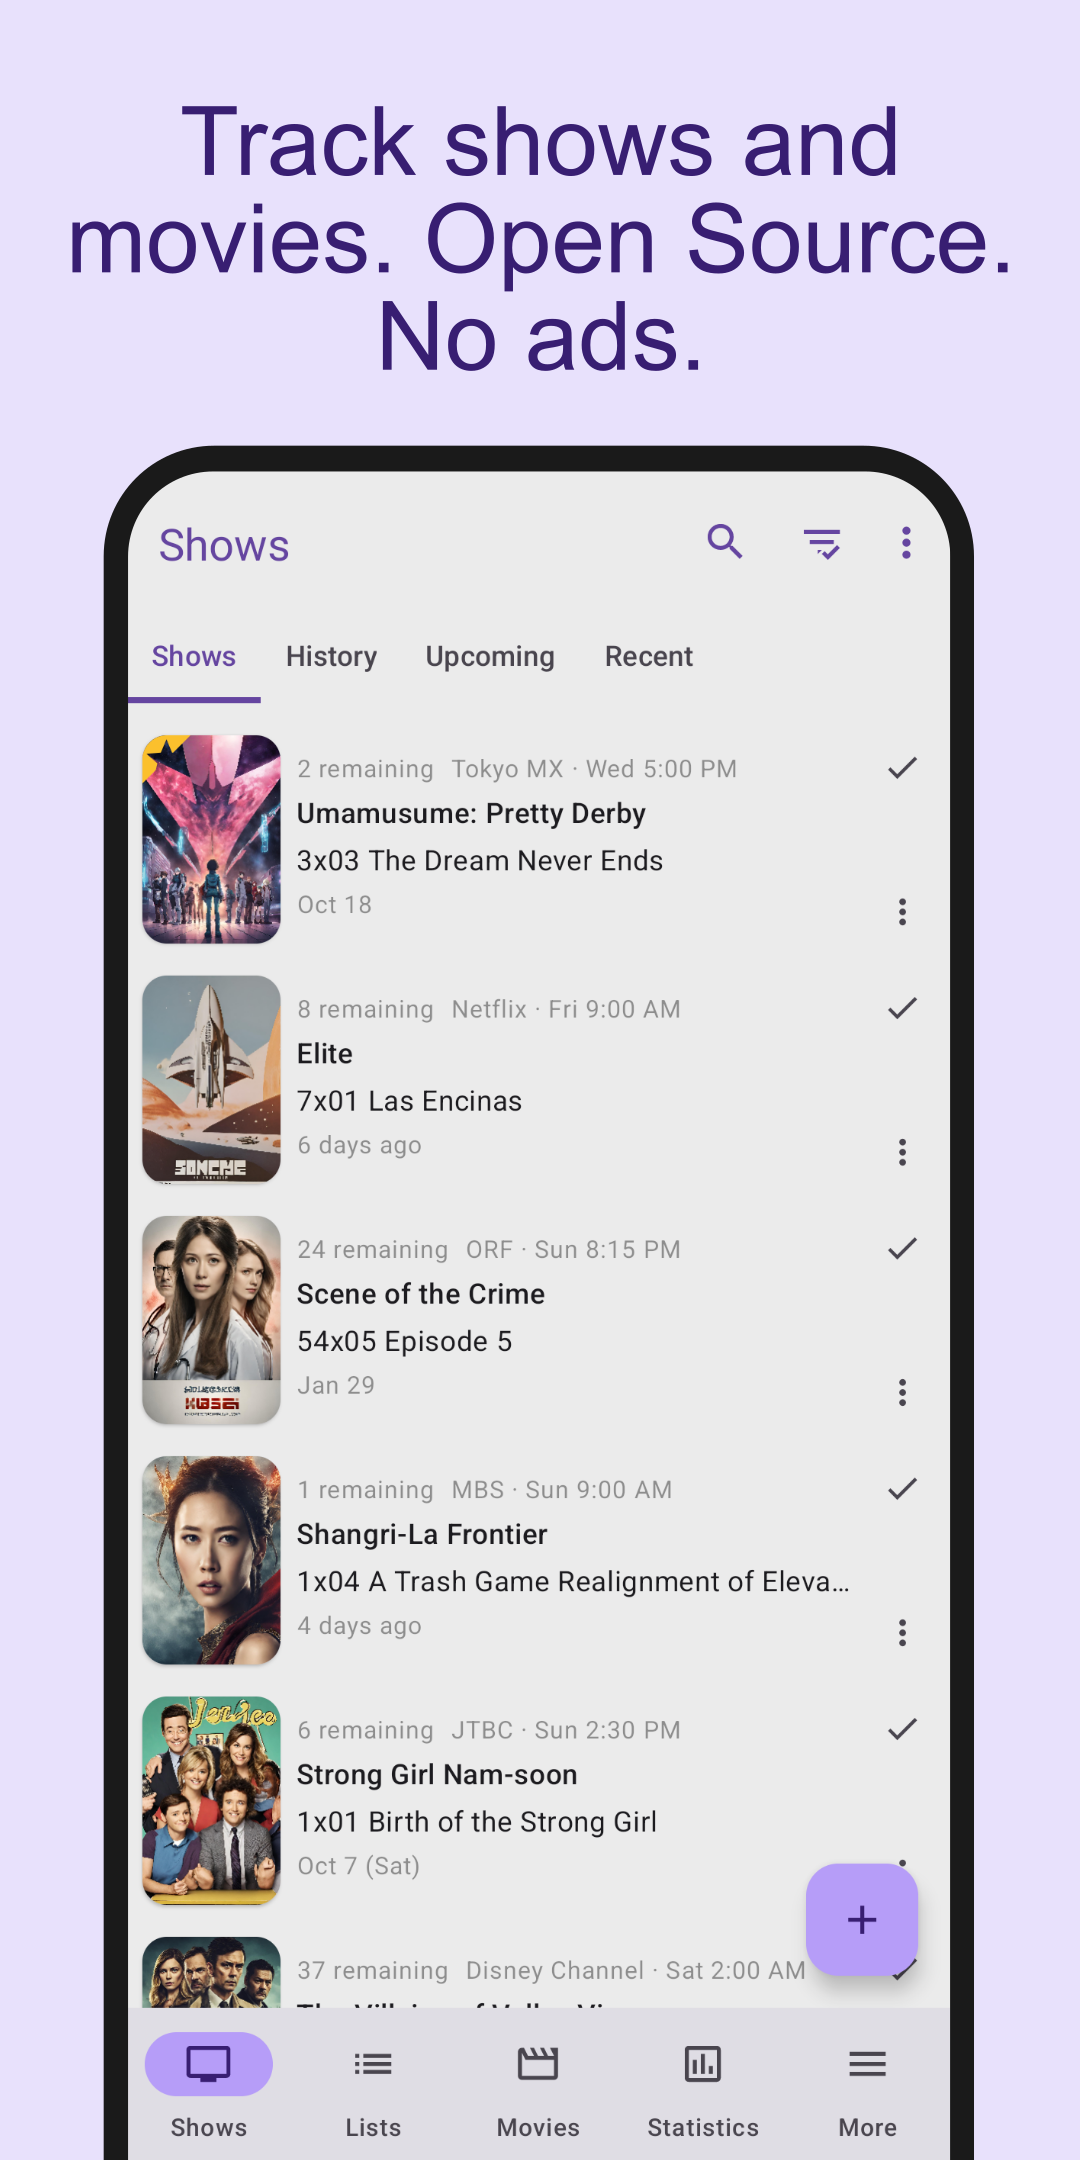 Track shows and
movies. Open Source.
No ads.
Shows
Shows History Upcoming Recent
2 remaining Tokyo MX · Wed 5:00 PM
Umamusume: Pretty Derby
3x03 The Dream Never Ends
Oct 18
8 remaining Netflix · Fri 9:00 AM
Elite
7x01 Las Encinas
6 days ago
24 remaining ORF · Sun 8:15 PM
Scene of the Crime
54x05 Episode 5
Jan 29
1 remaining MBS · Sun 9:00 AM
Shangri-La Frontier
1x04 A Trash Game Realignment of Eleva...
4 days ago
6 remaining JTBC · Sun 2:30 PM
Strong Girl Nam-soon
1x01 Birth of the Strong Girl
Oct 7 (Sat)
37 remaining Disney Channel · Sat 2:00 AM
Shows Lists Movies Statistics More